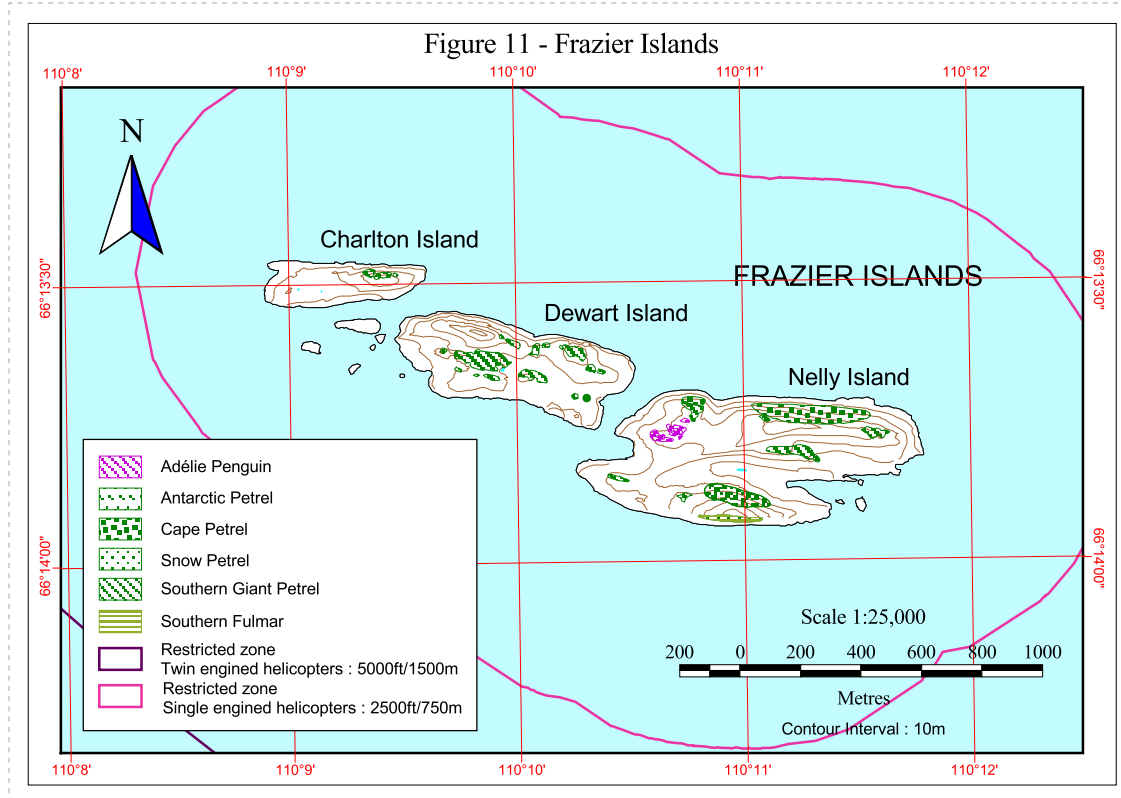 Figure 11 - Frazier Islands
110°8' 110°9' 110°10' 110°11' 110°12'
N
Charlton Island
66°13'30" FRAZIER ISLANDS 66°13'30"
Dewart Island
Nelly Island
Adélie Penguin
Antarctic Petrel
Cape Petrel
Snow Petrel
66°14'00" 66°14'00"
Southern Giant Petrel
Southern Fulmar
Restricted zone
Twin engined helicopters : 5000ft/1500m
Restricted zone
Single engined helicopters : 2500ft/750m
Scale 1:25,000
200 0 200 400 600 800 1000
Metres
Contour Interval : 10m
110°8' 110°9' 110°10' 110°11' 110°12'